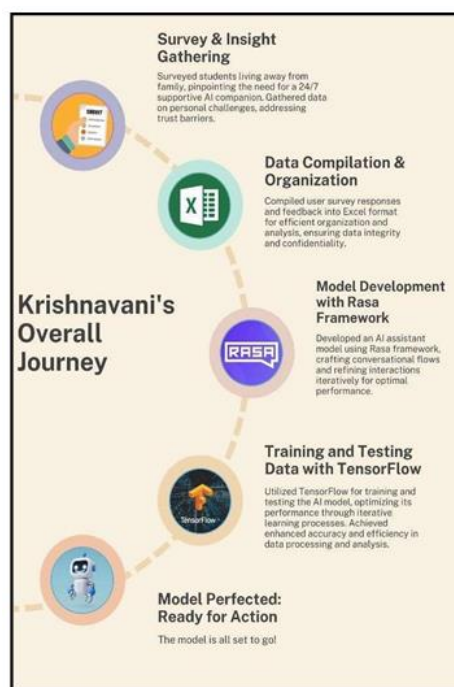 Survey & Insight
Gathering
Surveyed students living away from
family, pinpointing the need for a 24/7
supportive AI companion. Gathered data
on personal challenges, addressing
trust barriers.
SURVEY
Data Compilation &
Organization
Compiled user survey responses
and feedback into Excel format
for efficient organization and
analysis, ensuring data integrity
and confidentiality.
X
Krishnavani's
Overall
Journey
Model Development
with Rasa
Framework
Developed an AI assistant
model using Rasa framework,
crafting conversational flows
and refining interactions
iteratively for optimal
performance.
RASA
Training and Testing
Data with TensorFlow
Utilized TensorFlow for training and
testing the AI model, optimizing its
performance through iterative
learning processes. Achieved
enhanced accuracy and efficiency in
data processing and analysis.
TensorFlow
Model Perfected:
Ready for Action
The model is all set to go!